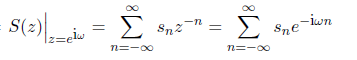 S(z)|_{z=e^{iω}} = ∑_{n=-∞}^{∞} s_n z^{-n} = ∑_{n=-∞}^{∞} s_n e^{-iωn}